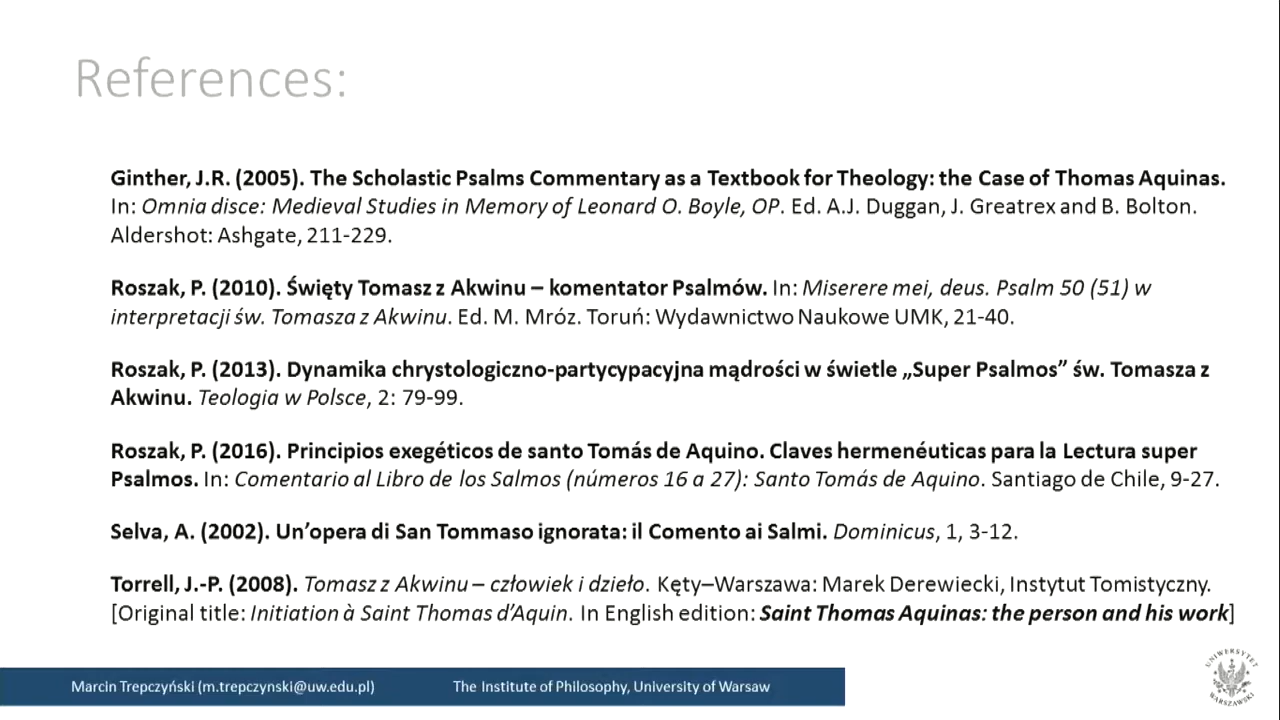 References:
Ginther, J.R. (2005). The Scholastic Psalms Commentary as a Textbook for Theology: the Case of Thomas Aquinas.
In: Omnia disce: Medieval Studies in Memory of Leonard O. Boyle, OP. Ed. A.J. Duggan, J. Greatrex and B. Bolton.
Aldershot: Ashgate, 211-229.
Roszak, P. (2010). Święty Tomasz z Akwinu – komentator Psalmów. In: Miserere mei, deus. Psalm 50 (51) w
interpretacji św. Tomasza z Akwinu. Ed. M. Mróz. Toruń: Wydawnictwo Naukowe UMK, 21-40.
Roszak, P. (2013). Dynamika chrystologiczno-partycypacyjna mądrości w świetle „Super Psalmos” św. Tomasza z
Akwinu. Teologia w Polsce, 2: 79-99.
Roszak, P. (2016). Principios exegéticos de santo Tomás de Aquino. Claves hermenéuticas para la Lectura super
Psalmos. In: Comentario al Libro de los Salmos (números 16 a 27): Santo Tomás de Aquino. Santiago de Chile, 9-27.
Selva, A. (2002). Un’opera di San Tommaso ignorata: il Comento ai Salmi. Dominicus, 1, 3-12.
Torrell, J.-P. (2008). Tomasz z Akwinu – człowiek i dzieło. Kęty–Warszawa: Marek Derewiecki, Instytut Tomistyczny.
[Original title: Initiation à Saint Thomas d’Aquin. In English edition: Saint Thomas Aquinas: the person and his work]
Marcin Trepczyński (m.trepczynski@uw.edu.pl) The Institute of Philosophy, University of Warsaw
UNIWERSYTET
WARSZAWSKI